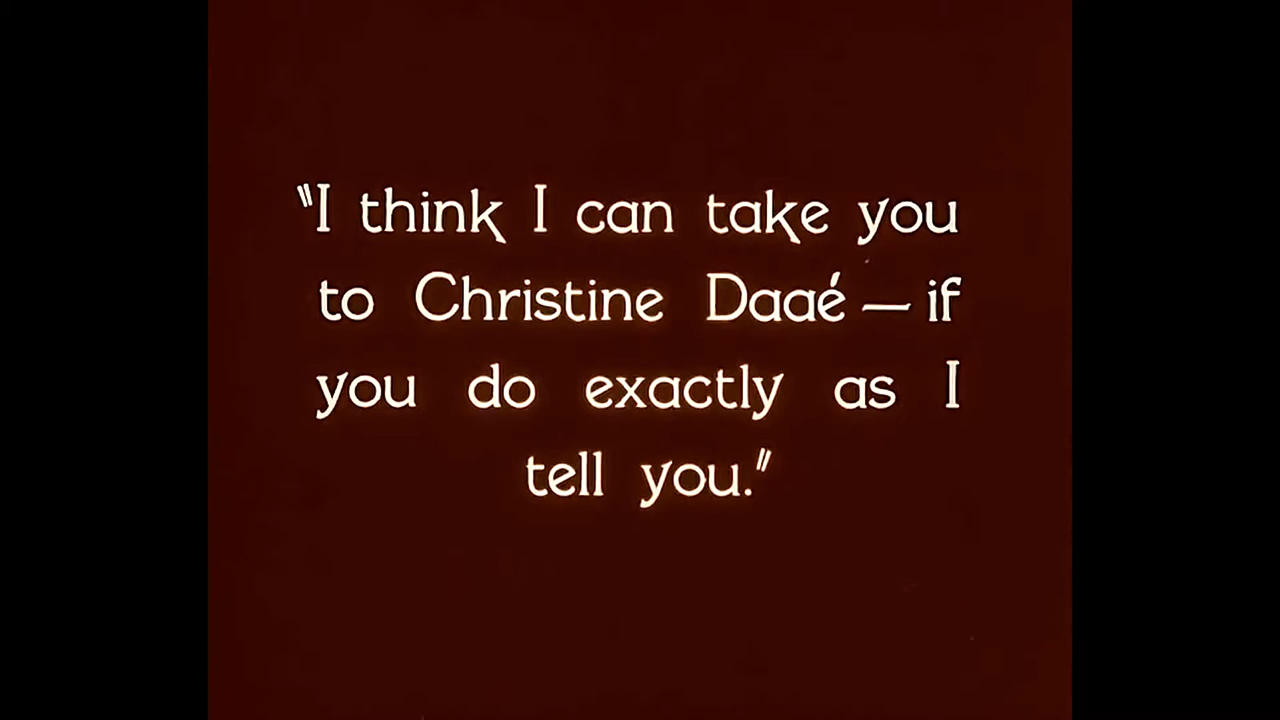 "I think I can take you
to Christine Daaé — if
you do exactly as I
tell you."